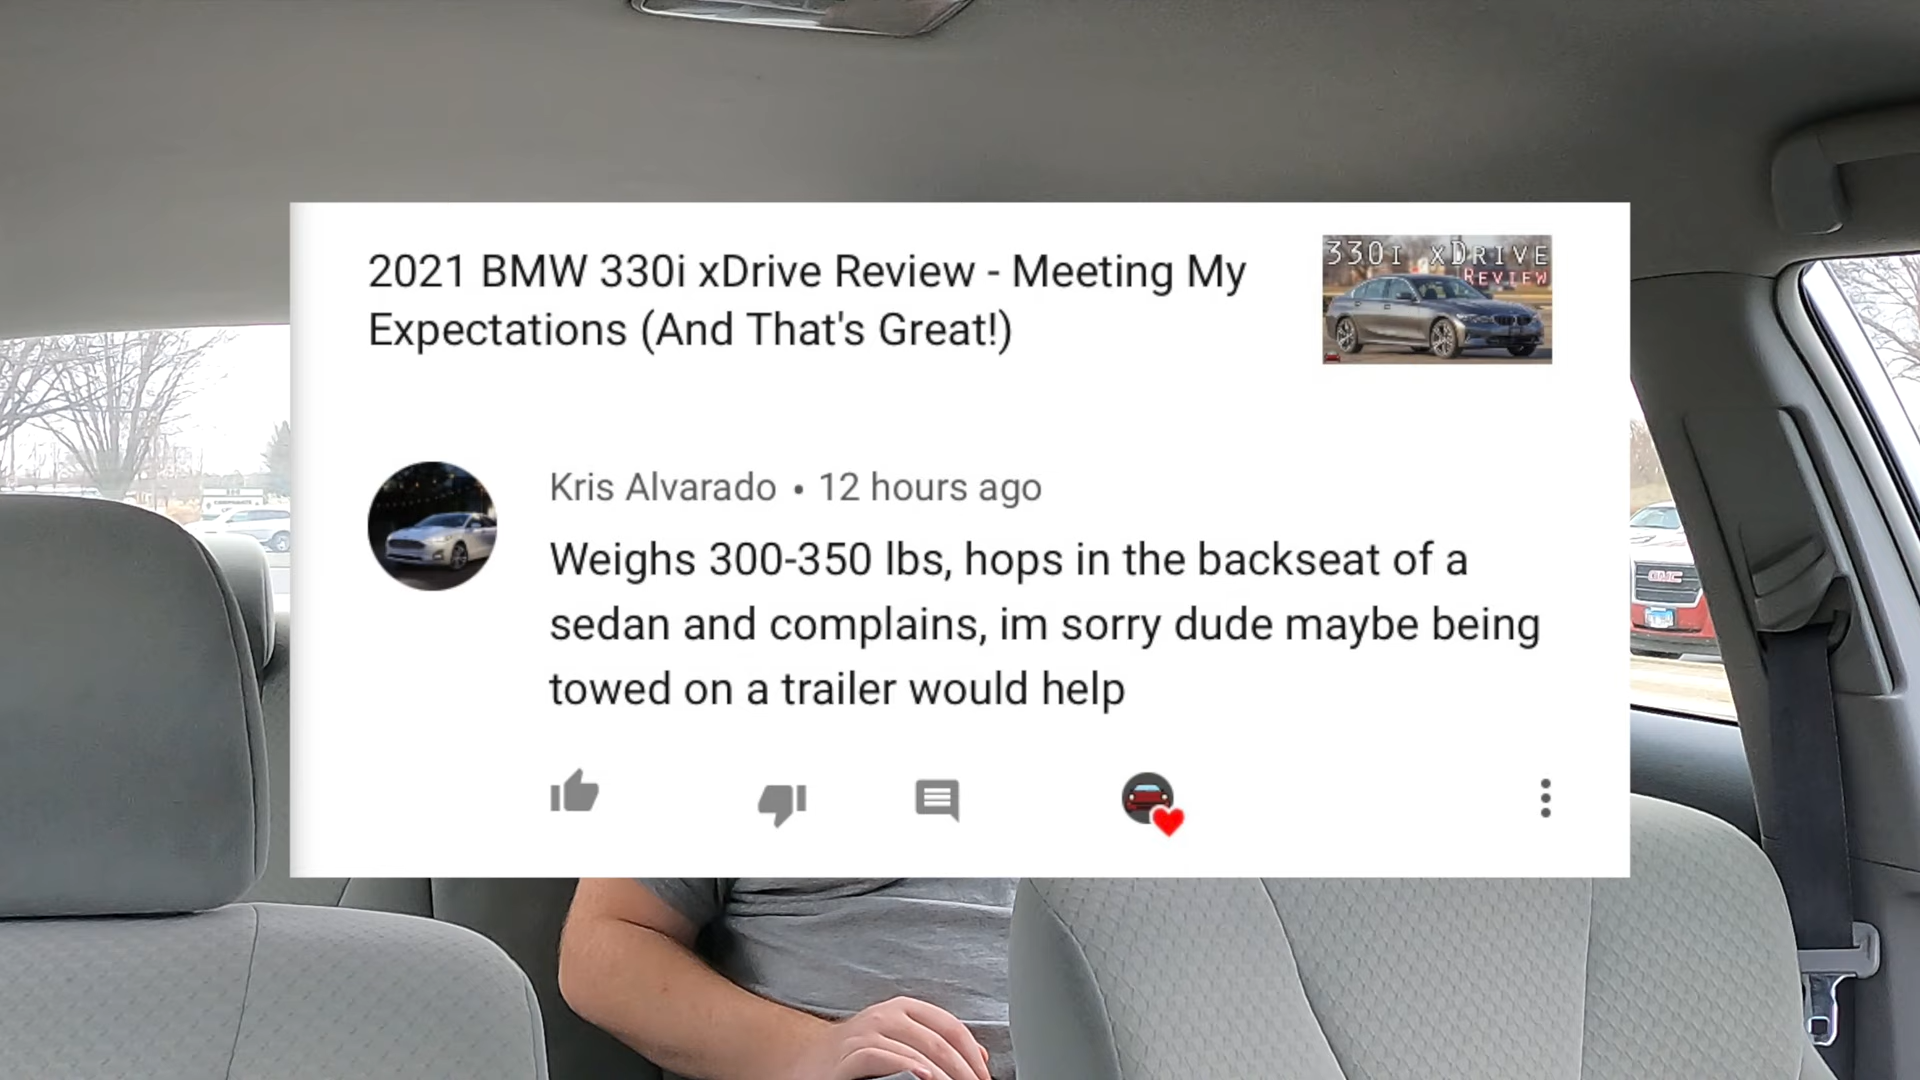 2021 BMW 330i xDrive Review - Meeting My
Expectations (And That's Great!)
330i xDrive
Review
Kris Alvarado • 12 hours ago
Weighs 300-350 lbs, hops in the backseat of a
sedan and complains, im sorry dude maybe being
towed on a trailer would help
GMC